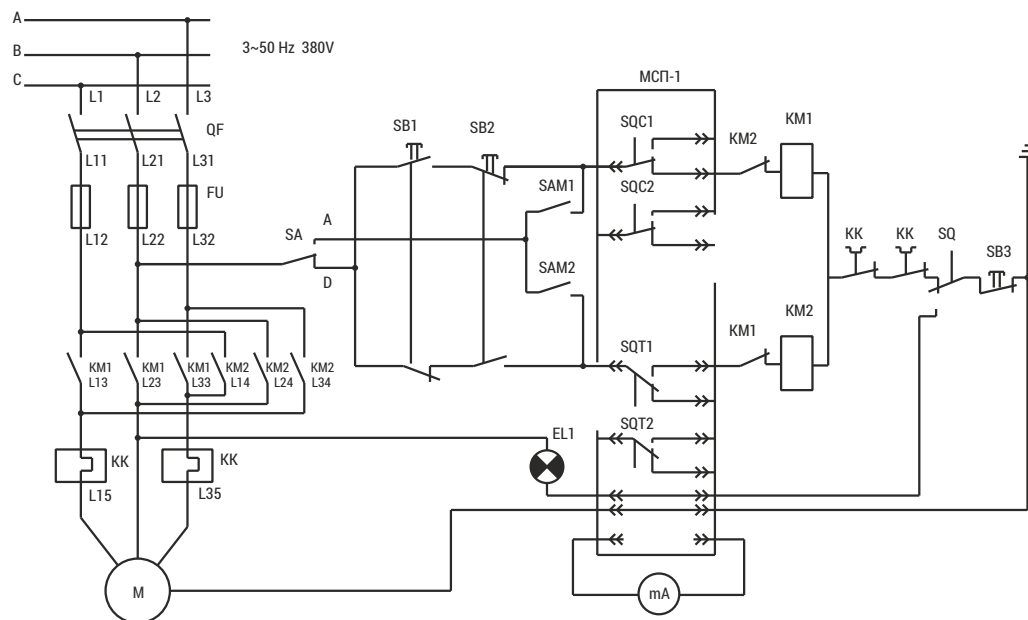 A
B
C
3~50 Hz 380V
L1
L2
L3
QF
L11
L21
L31
FU
L12
L22
L32
SA
A
D
SB1
SB2
SAM1
SAM2
МСП-1
SQC1
SQC2
SQT1
SQT2
KM2
KM1
KM1
KM2
KK
KK
SQ
SB3
KM1
L13
KM1
L23
KM1
L33
KM2
L14
KM2
L24
KM2
L34
KK
KK
L15
L35
EL1
M
mA